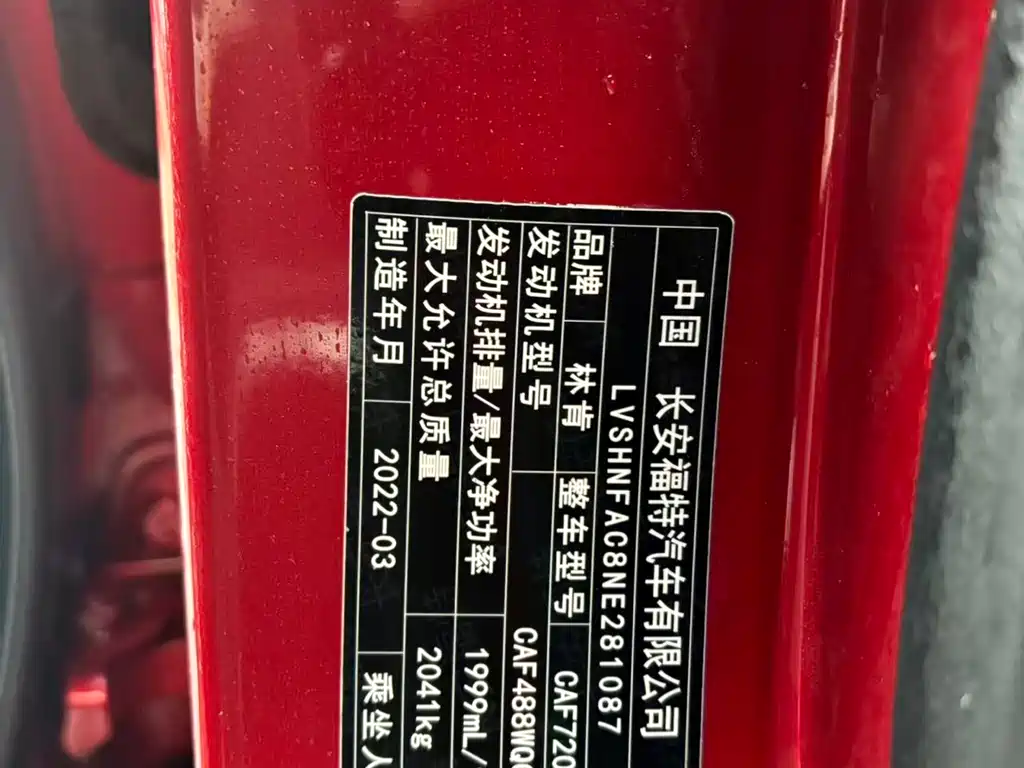 中国 长安福特汽车有限公司
LVSHNFAC8NE281087
品牌 林肯 整车型号 CAF720
发动机型号 CAF488WQ
发动机排量/最大净功率 1999mL/
最大允许总质量 2041kg
制造年月 2022-03 乘坐人